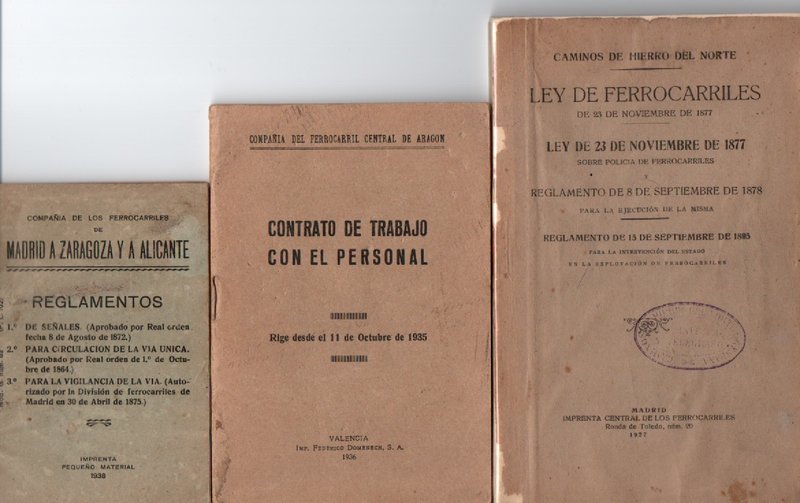 COMPAÑIA DE LOS FERROCARRILES
DE
MADRID A ZARAGOZA Y A ALICANTE
REGLAMENTOS
1.º DE SEÑALES. (Aprobado por Real orden
fecha 8 de Agosto de 1872.)
2.º PARA CIRCULACION DE LA VIA UNICA.
(Aprobado por Real orden de 1.º de Octu-
bre de 1864.)
3.º PARA LA VIGILANCIA DE LA VIA. (Auto-
rizado por la División de ferrocarriles de
Madrid en 30 de Abril de 1875.)
IMPRENTA
PEQUEÑO MATERIAL
1938
COMPAÑIA DEL FERROCARRIL CENTRAL DE ARAGON
CONTRATO DE TRABAJO
CON EL PERSONAL
Rige desde el 11 de Octubre de 1935
VALENCIA
IMP. FEDERICO DOMENECH, S. A.
1936
CAMINOS DE HIERRO DEL NORTE
LEY DE FERROCARRILES
DE 23 DE NOVIEMBRE DE 1877
LEY DE 23 DE NOVIEMBRE DE 1877
SOBRE POLICIA DE FERROCARRILES
Y
REGLAMENTO DE 8 DE SEPTIEMBRE DE 1878
PARA LA EJECUCIÓN DE LA MISMA
REGLAMENTO DE 15 DE SEPTIEMBRE DE 1895
PARA LA INTERVENCIÓN DEL ESTADO
EN LA EXPLOTACIÓN DE FERROCARRILES
MADRID
IMPRENTA CENTRAL DE LOS FERROCARRILES
Ronda de Toledo, núm. 20
1927